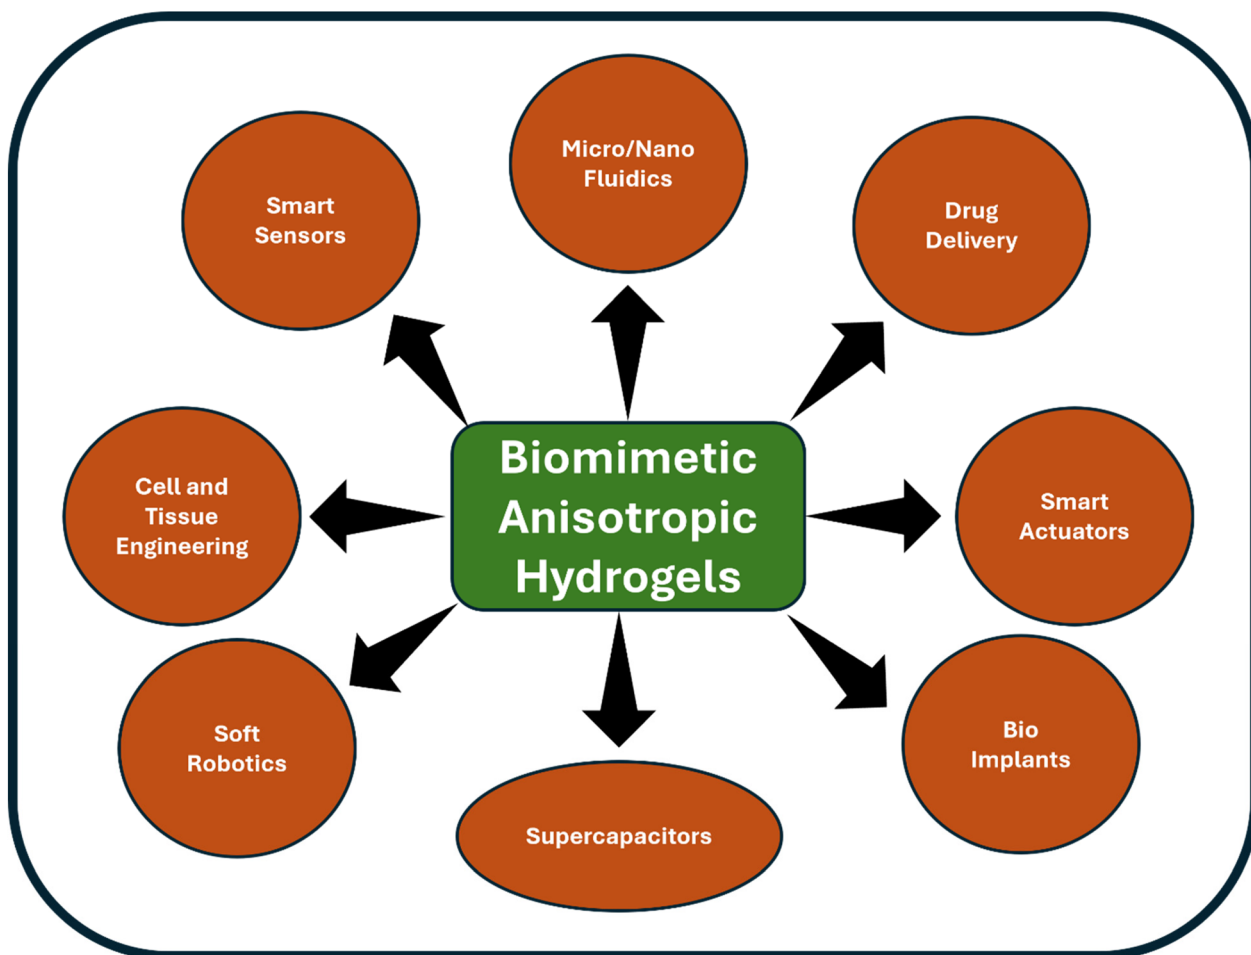 Micro/Nano
Fluidics
Smart
Sensors
Drug
Delivery
Biomimetic
Anisotropic
Hydrogels
Cell and
Tissue
Engineering
Smart
Actuators
Soft
Robotics
Bio
Implants
Supercapacitors